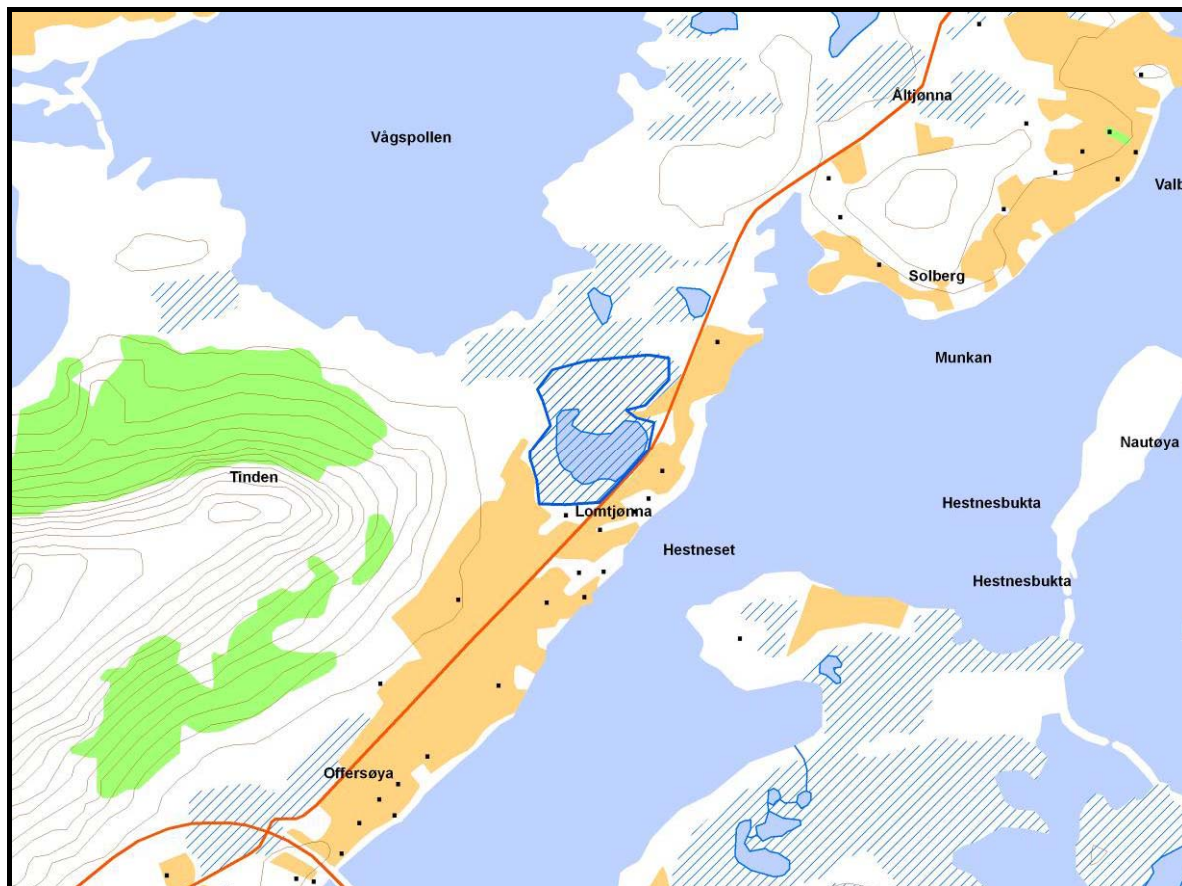 Åltjønna
Vågspollen
Valb
Solberg
Munkan
Nautøya
Tinden
Hestnesbukta
Lomtjønna
Hestneset
Hestnesbukta
Offersøya